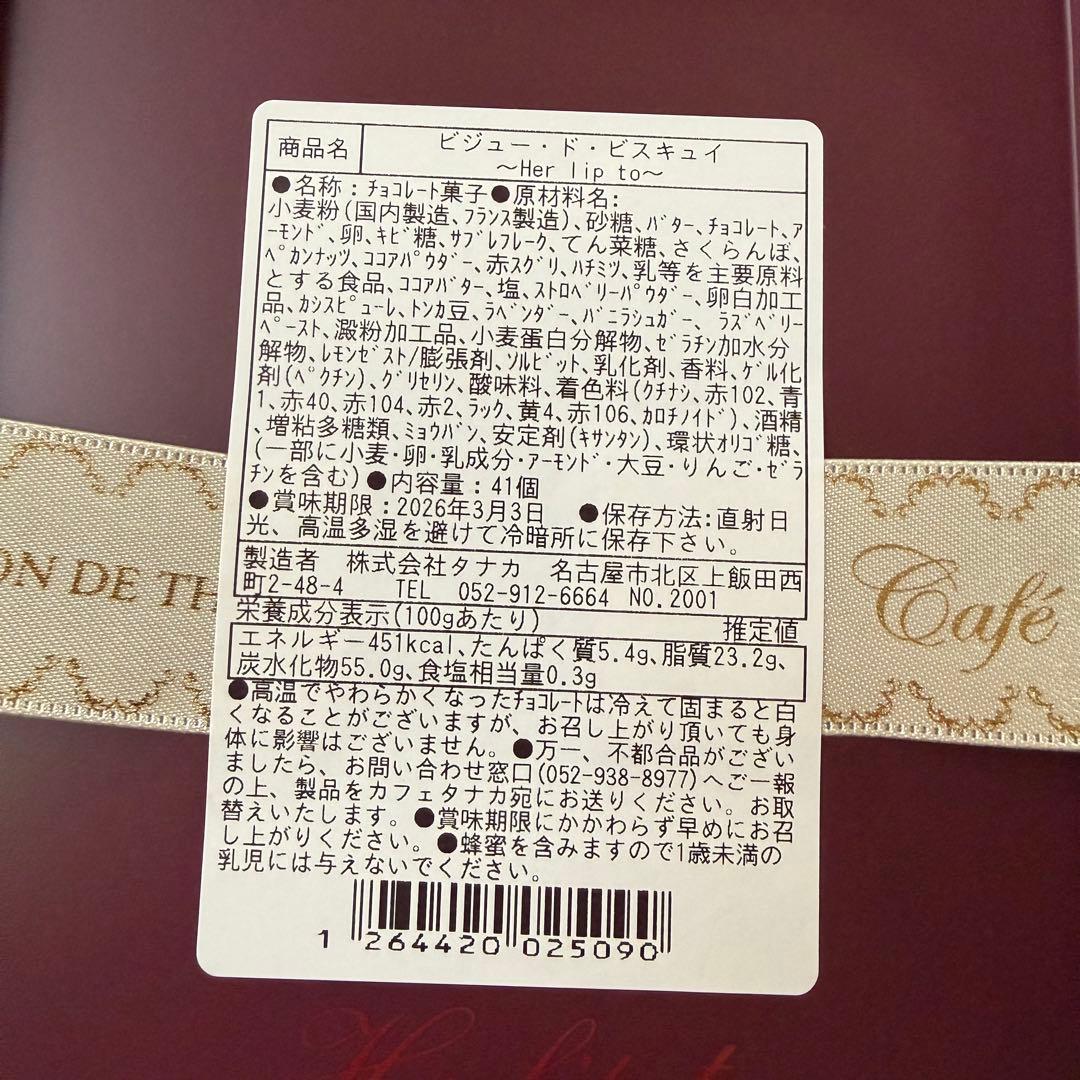 商品名 ビジュー・ド・ビスキュイ
～Her lip to～
●名称：ﾁｮｺﾚｰﾄ菓子●原材料名：
小麦粉(国内製造､ﾌﾗﾝｽ製造)､砂糖､ﾊﾞﾀｰ､ﾁｮｺﾚｰﾄ､ｱ
ｰﾓﾝﾄﾞ､卵､ｷﾋﾞ糖､ｻﾌﾞﾚﾌﾚｰｸ､てん菜糖､さくらんぼ､
ﾍﾟｶﾝﾅｯﾂ､ｺｺｱﾊﾟｳﾀﾞｰ､赤ｽｸﾞﾘ､ﾊﾁﾐﾂ､乳等を主要原料
とする食品､ｺｺｱﾊﾞﾀｰ､塩､ｽﾄﾛﾍﾞﾘｰﾊﾟｳﾀﾞｰ､卵白加工
品､ｶｼｽﾋﾟｭｰﾚ､ﾄﾝｶ豆､ﾗﾍﾞﾝﾀﾞｰ､ﾊﾞﾆﾗｼｭｶﾞｰ､ﾗｽﾞﾍﾞﾘｰ
ﾍﾟｰｽﾄ､澱粉加工品､小麦蛋白分解物､ｾﾞﾗﾁﾝ加水分
解物､ﾚﾓﾝｾﾞｽﾄ/膨張剤､ｿﾙﾋﾞｯﾄ､乳化剤､香料､ｹﾞﾙ化
剤(ﾍﾟｸﾁﾝ)､ｸﾞﾘｾﾘﾝ､酸味料､着色料(ｸﾁﾅｼ､赤102､青
1､赤40､赤104､赤2､ﾗｯｸ､黄4､赤106､ｶﾛﾁﾉｲﾄﾞ)､酒精
､増粘多糖類､ﾐｮｳﾊﾞﾝ､安定剤(ｷｻﾝﾀﾝ)､環状ｵﾘｺﾞ糖､
(一部に小麦･卵･乳成分･ｱｰﾓﾝﾄﾞ･大豆･りんご･ｾﾞﾗ
ﾁﾝを含む)●内容量：41個
●賞味期限：2026年3月3日 ●保存方法:直射日
光、高温多湿を避けて冷暗所に保存下さい。
製造者 株式会社タナカ 名古屋市北区上飯田西
町2-48-4 TEL 052-912-6664 NO.2001
栄養成分表示(100gあたり) 推定値
エネルギー451kcal､たんぱく質5.4g､脂質23.2g､
炭水化物55.0g､食塩相当量0.3g
●高温でやわらかくなったﾁｮｺﾚｰﾄは冷えて固まると白
くなることがございますが、お召し上がり頂いても身
体に影響はございません。●万一、不都合品がござい
ましたら、お問い合わせ窓口(052-938-8977)へご一報
の上、製品をカフェタナカ宛にお送りください。お取
替えいたします。●賞味期限にかかわらず早めにお召
し上がりください。●蜂蜜を含みますので1歳未満の
乳児には与えないでください。
1 264420 025090
ON DE TH
Café